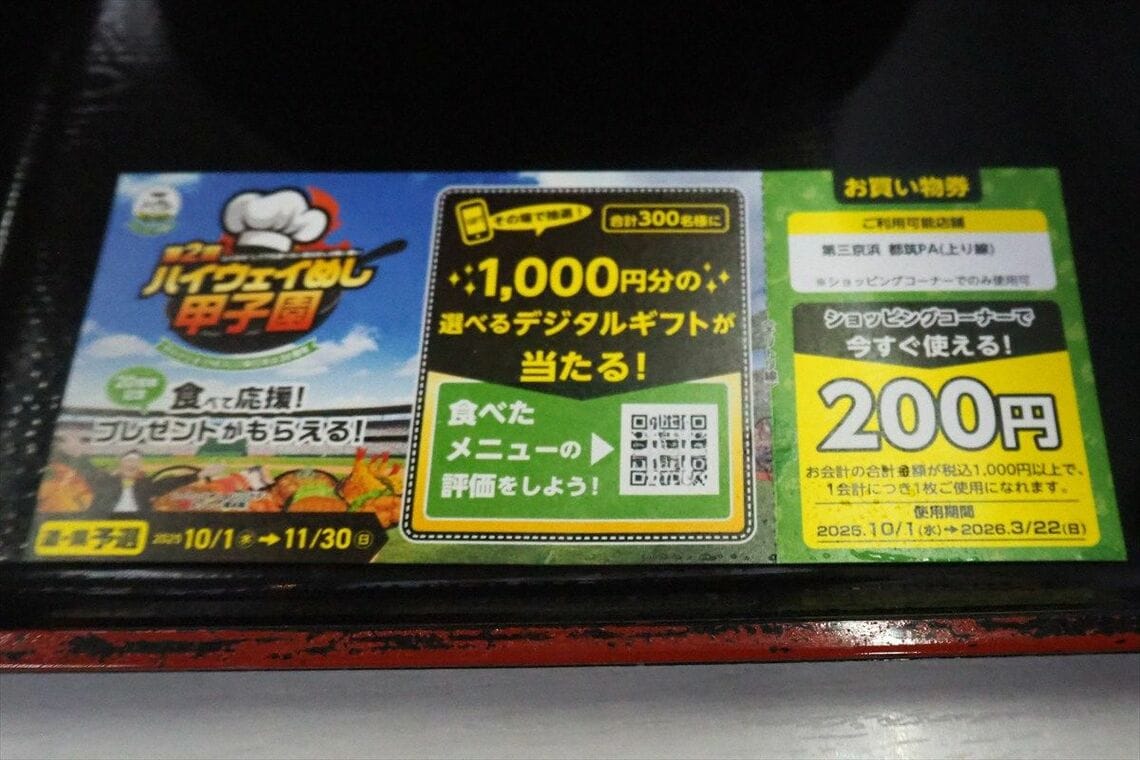 第2回
ハイウェイめし
甲子園
食べて応援!
プレゼントがもらえる!
道・県予選 2025 10/1(水)→11/30(日)
その場で抽選!
合計300名様に
1,000円分の
選べるデジタルギフトが
当たる!
食べた
メニューの
評価をしよう!
お買い物券
ご利用可能店舗
第三京浜 都筑PA(上り線)
※ショッピングコーナーでのみ使用可
ショッピングコーナーで
今すぐ使える!
200円
お会計の合計金額が税込1,000円以上で、
1会計につき1枚ご使用になれます。
使用期間
2025.10/1(水)→2026.3/22(日)